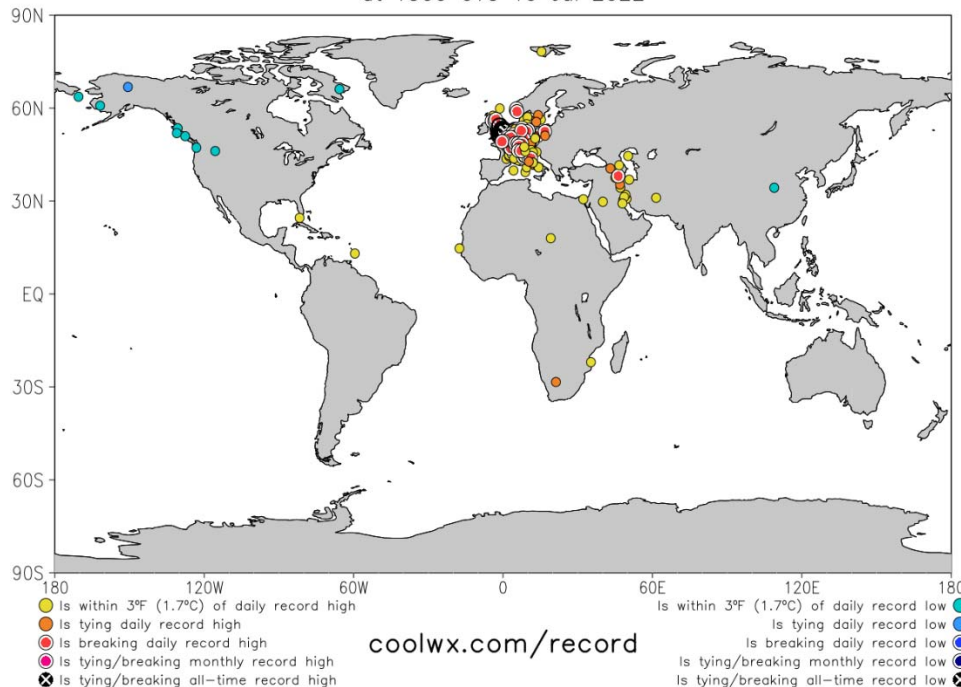 90N
60N
30N
EQ
30S
60S
90S
180 120W 60W 0 60E 120E 180
Is within 3ºF (1.7ºC) of daily record high
Is tying daily record high
Is breaking daily record high
Is tying/breaking monthly record high
Is tying/breaking all-time record high
coolwx.com/record
Is within 3ºF (1.7ºC) of daily record low
Is tying daily record low
Is breaking daily record low
Is tying/breaking monthly record low
Is tying/breaking all-time record low